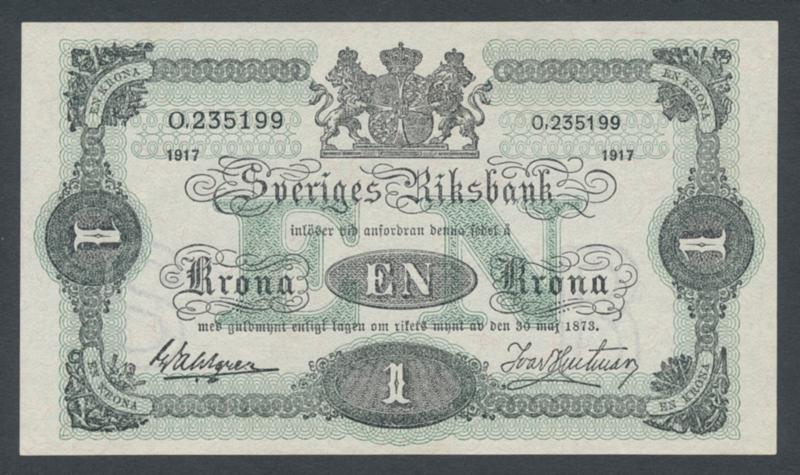 EN KRONA EN KRONA
O,235199 O,235199
1917 1917
Sveriges Riksbank
EN
inlöser vid anfordran denna sedel å
1 Krona EN Krona 1
med guldmynt enligt lagen om rikets mynt av den 30 maj 1873.
1
EN KRONA EN KRONA